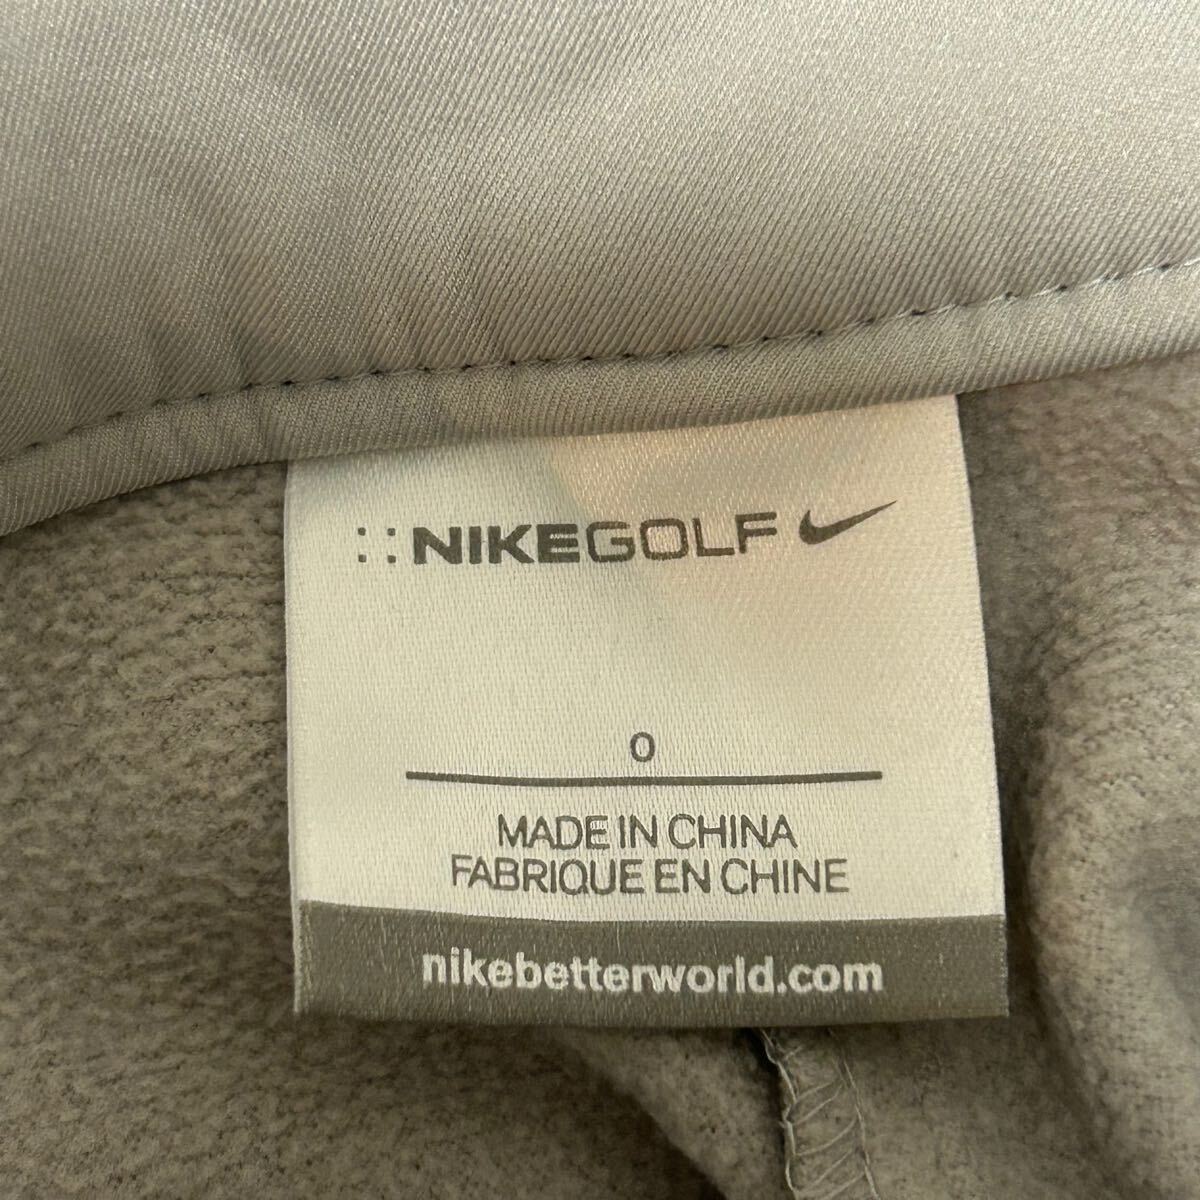 NIKEGOLF
0
MADE IN CHINA
FABRIQUE EN CHINE
nikebetterworld.com